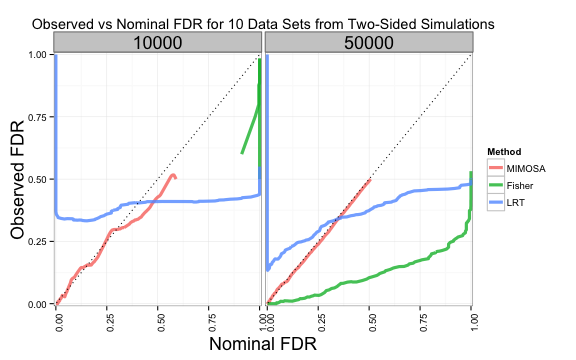 Observed vs Nominal FDR for 10 Data Sets from Two-Sided Simulations
10000 50000
Observed FDR
1.00
0.75
0.50
0.25
0.00
0.00 0.25 0.50 0.75 1.00 0.00 0.25 0.50 0.75 1.00
Nominal FDR
Method
MIMOSA
Fisher
LRT